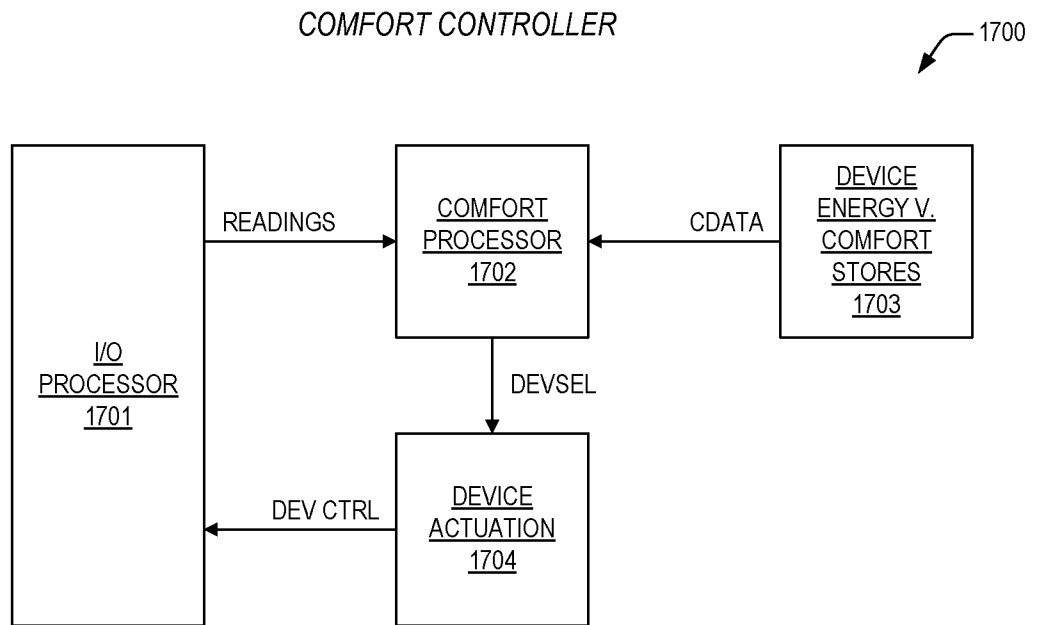 COMFORT CONTROLLER
1700
I/O
PROCESSOR
1701
READINGS
COMFORT
PROCESSOR
1702
CDATA
DEVICE
ENERGY V.
COMFORT
STORES
1703
DEVSEL
DEV CTRL
DEVICE
ACTUATION
1704